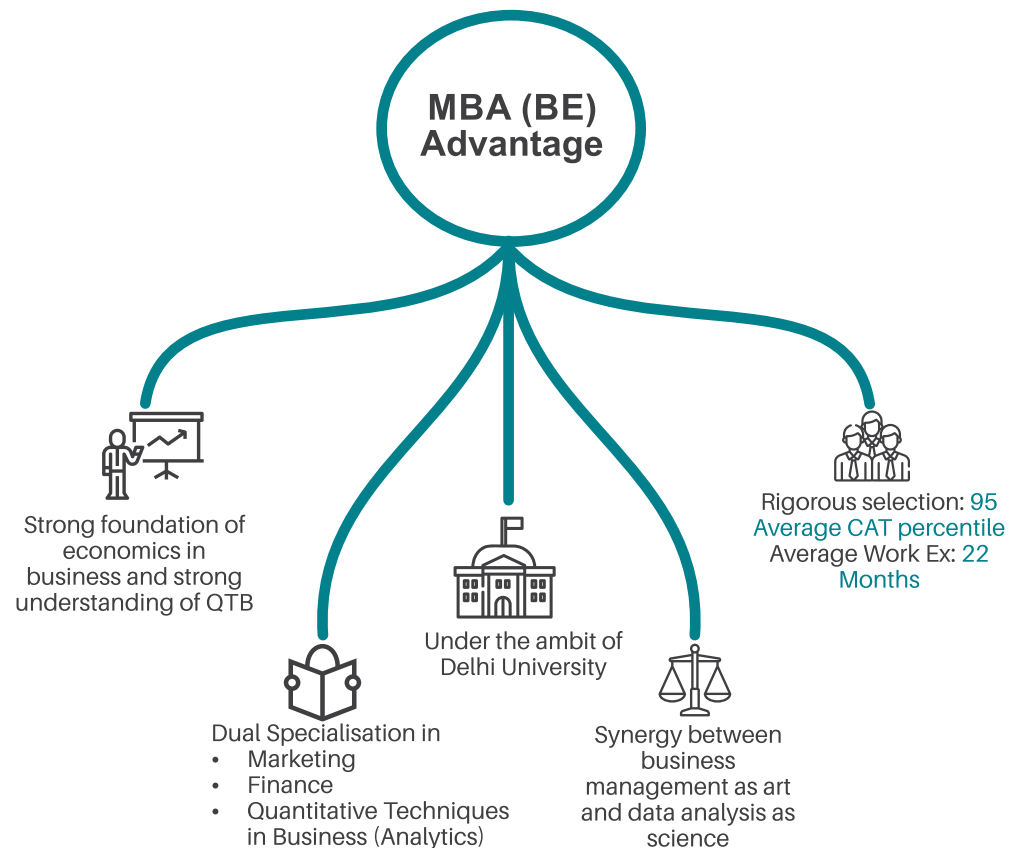 MBA (BE)
Advantage
Strong foundation of
economics in
business and strong
understanding of QTB
Dual Specialisation in
• Marketing
• Finance
• Quantitative Techniques
in Business (Analytics)
Under the ambit of
Delhi University
Synergy between
business
management as art
and data analysis as
science
Rigorous selection: 95
Average CAT percentile
Average Work Ex: 22
Months